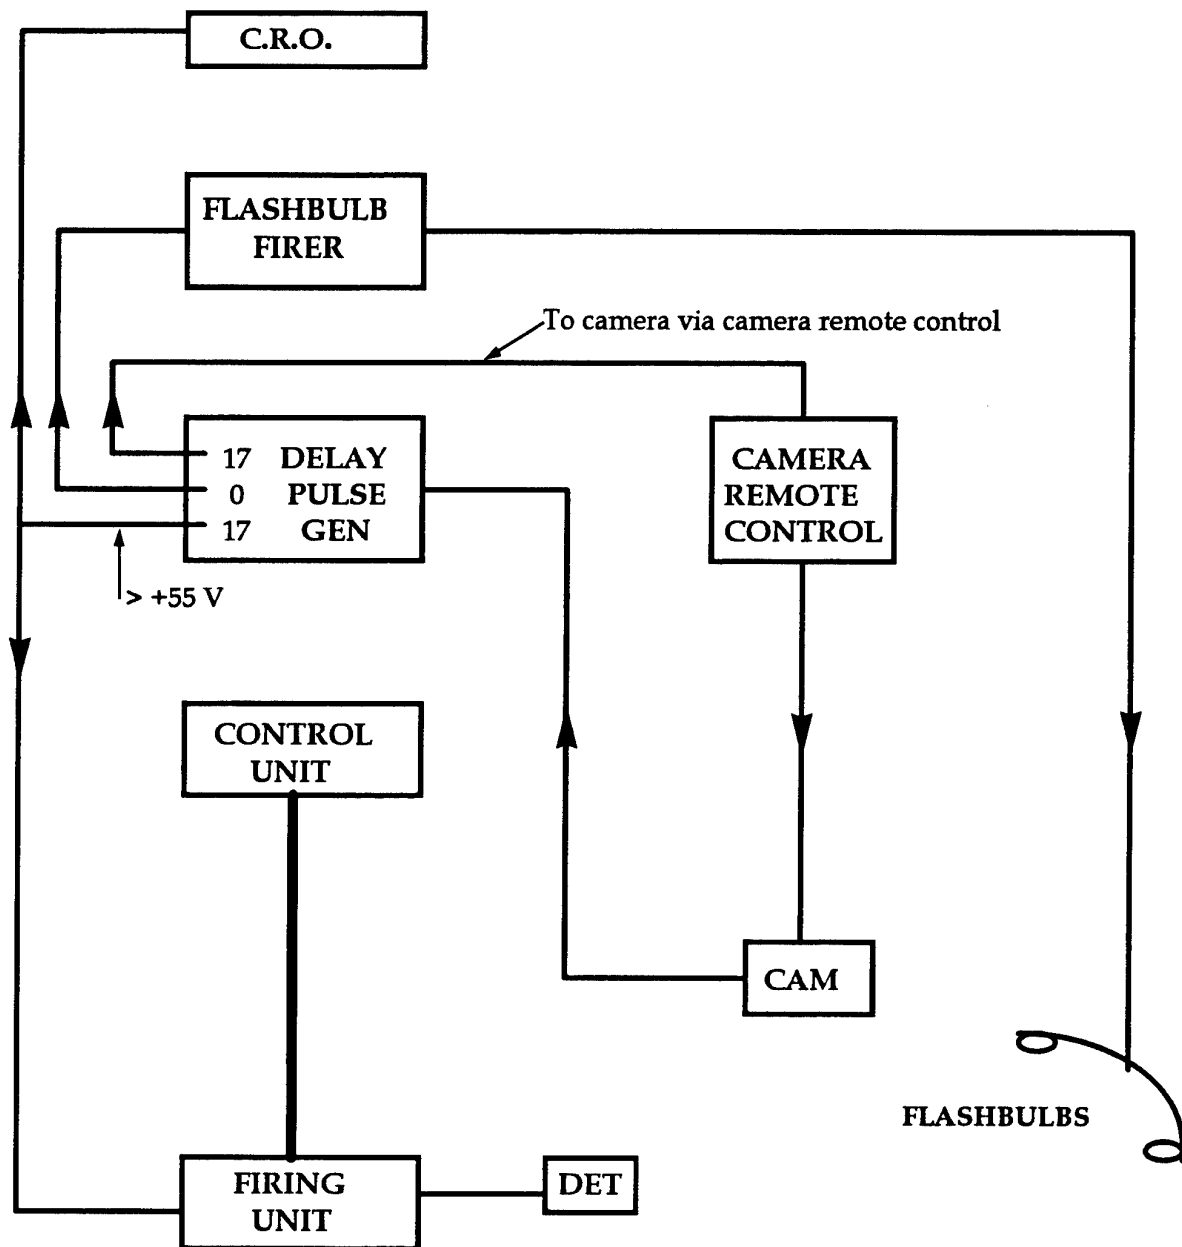 C.R.O.
FLASHBULB
FIRER
To camera via camera remote control
17 DELAY
0 PULSE
17 GEN
CAMERA
REMOTE
CONTROL
> +55 V
CONTROL
UNIT
CAM
FLASHBULBS
FIRING
UNIT
DET